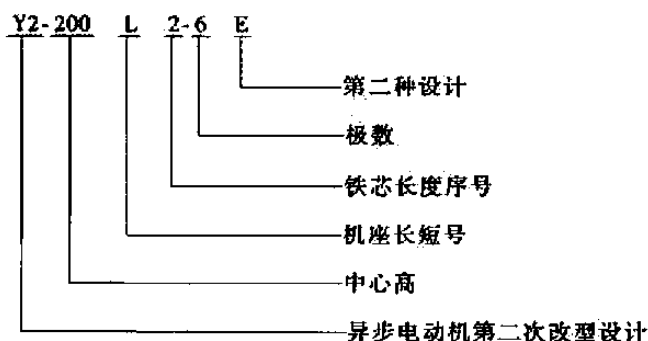 Y2-200 L 2-6 E
第二种设计
极数
铁芯长度序号
机座长短号
中心高
异步电动机第二次改型设计